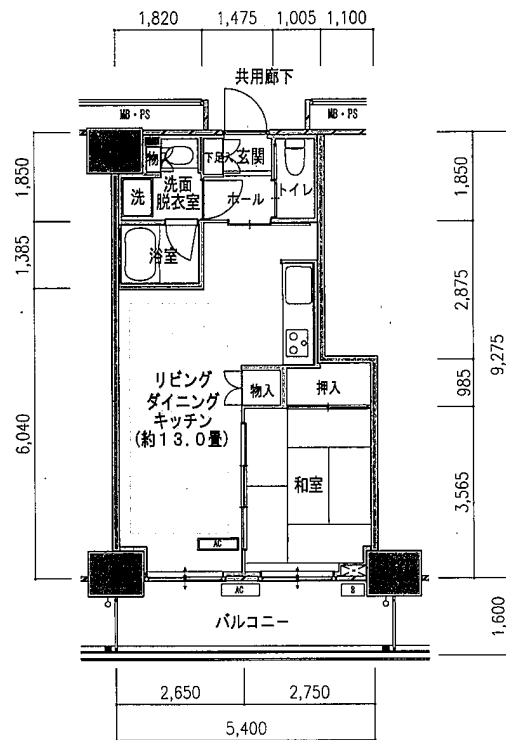 1,820 1,475 1,005 1,100
共用廊下
MB・PS MB・PS
物 下足入 玄関
洗 洗面
脱衣室
ホール トイレ
浴室
1,850
1,385
6,040
1,850
2,875
985
3,565
9,275
1,600
リビング
ダイニング
キッチン
(約13.0畳)
物入 押入
和室
AC
AC
バルコニー
2,650 2,750
5,400